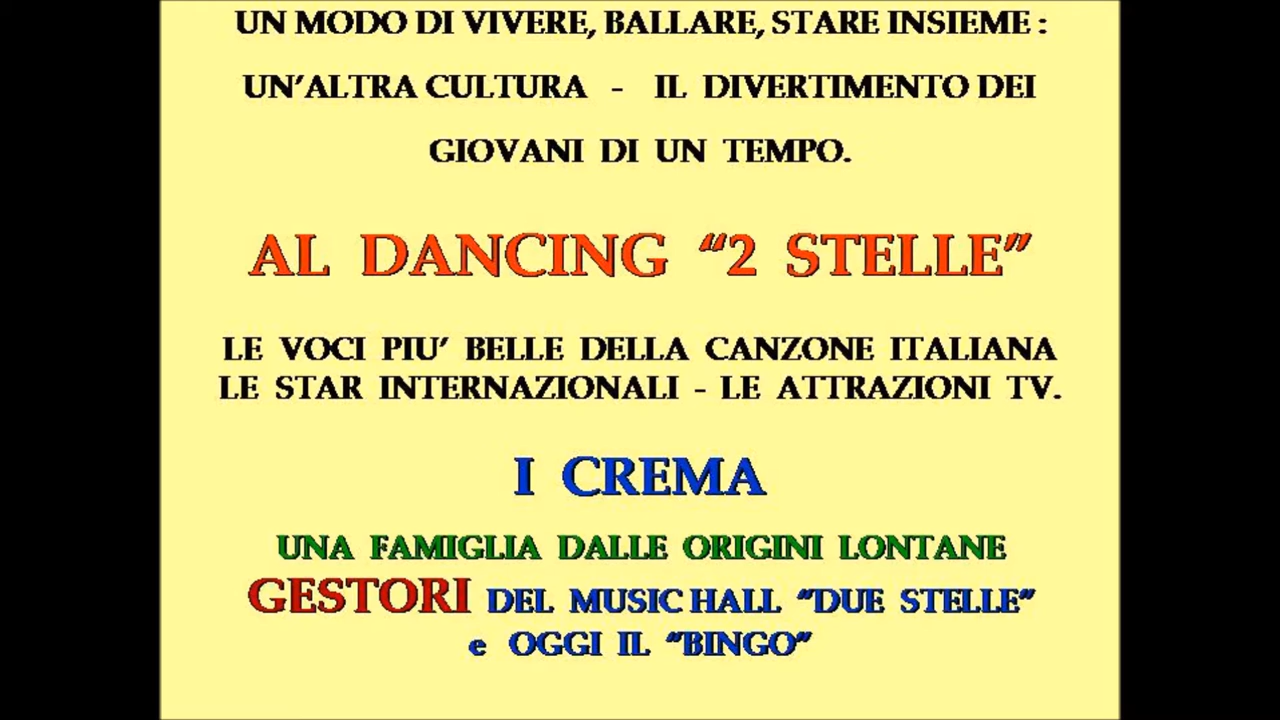 UN MODO DI VIVERE, BALLARE, STARE INSIEME :
UN'ALTRA CULTURA - IL DIVERTIMENTO DEI
GIOVANI DI UN TEMPO.
AL DANCING “2 STELLE”
LE VOCI PIU' BELLE DELLA CANZONE ITALIANA
LE STAR INTERNAZIONALI - LE ATTRAZIONI TV.
I CREMA
UNA FAMIGLIA DALLE ORIGINI LONTANE
GESTORI DEL MUSIC HALL “DUE STELLE”
e OGGI IL “BINGO”